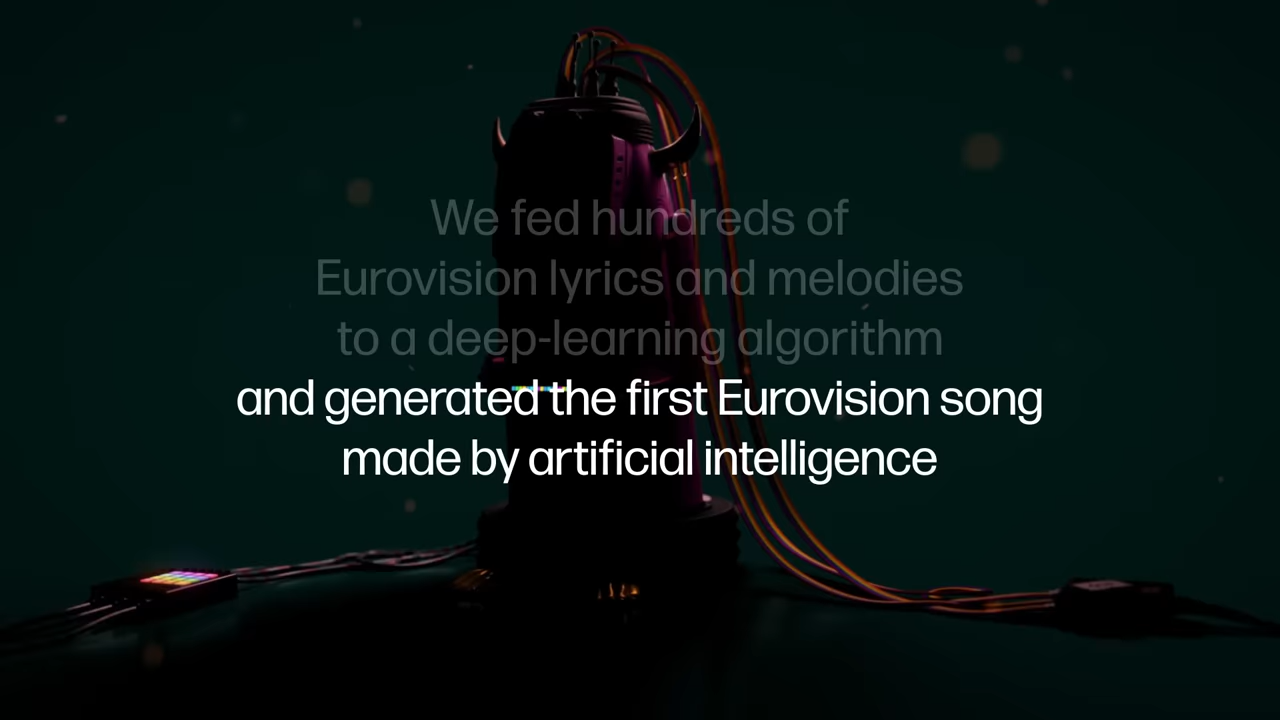 We fed hundreds of
Eurovision lyrics and melodies
to a deep-learning algorithm
and generated the first Eurovision song
made by artificial intelligence